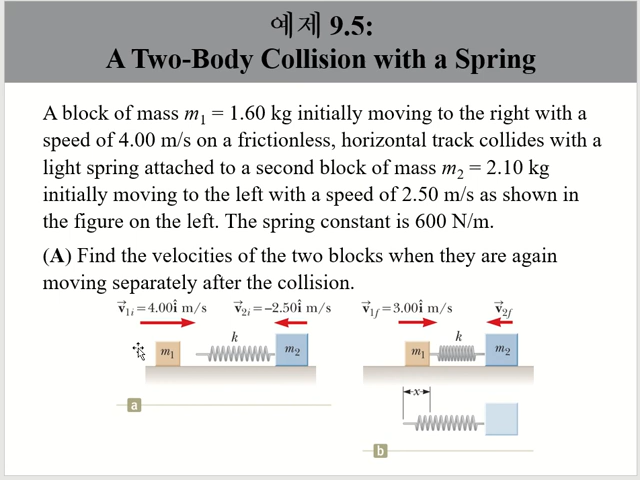 예제 9.5:
A Two-Body Collision with a Spring
A block of mass m₁ = 1.60 kg initially moving to the right with a
speed of 4.00 m/s on a frictionless, horizontal track collides with a
light spring attached to a second block of mass m₂ = 2.10 kg
initially moving to the left with a speed of 2.50 m/s as shown in
the figure on the left. The spring constant is 600 N/m.
(A) Find the velocities of the two blocks when they are again
moving separately after the collision.
v⃗₁ᵢ = 4.00î m/s v⃗₂ᵢ = –2.50î m/s
k
m₁ m₂
a
v⃗1f = 3.00î m/s v⃗2f
k
m₁ m₂
x
b